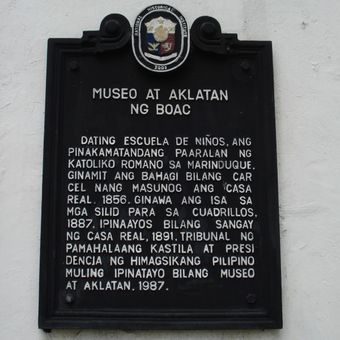 MUSEO AT AKLATAN
NG BOAC
DATING ESCUELA DE NIÑOS, ANG
PINAKAMATANDANG PAARALAN NG
KATOLIKO ROMANO SA MARINDUQUE.
GINAMIT ANG BAHAGI BILANG CAR
CEL NANG MASUNOG ANG CASA
REAL, 1856. GINAWA ANG ISA SA
MGA SILID PARA SA CUADRILLOS,
1887. IPINAAYOS BILANG SANGAY
NG CASA REAL, 1891. TRIBUNAL NG
PAMAHALAANG KASTILA AT PRESI
DENCIA NG HIMAGSIKANG PILIPINO
MULING IPINATAYO BILANG MUSEO
AT AKLATAN, 1987.